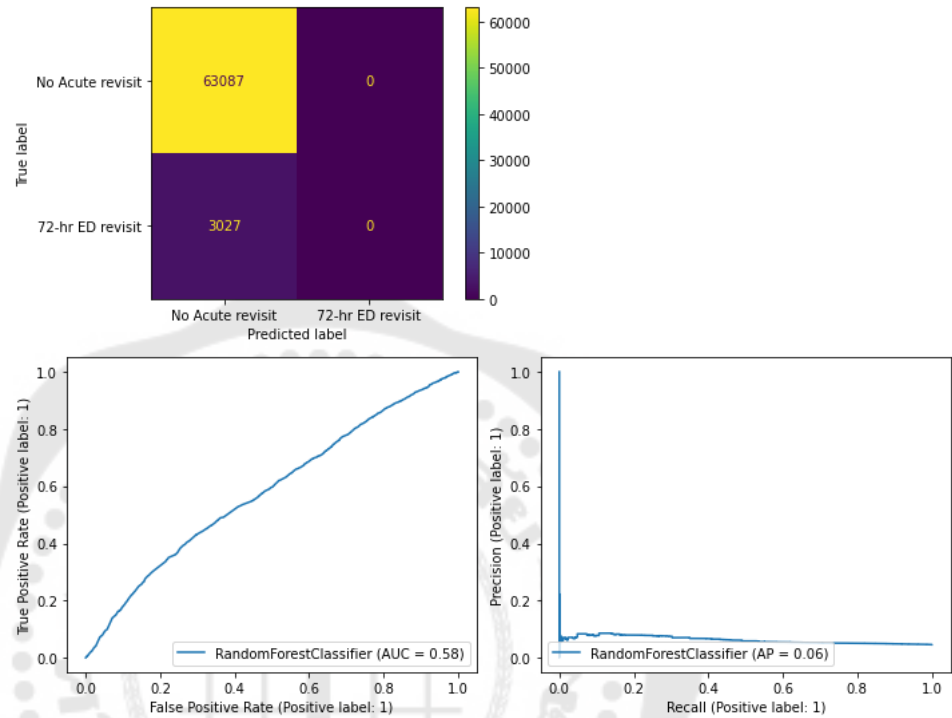 No Acute revisit
72-hr ED revisit
True label
63087
0
3027
0
No Acute revisit
72-hr ED revisit
Predicted label
60000
50000
40000
30000
20000
10000
0
True Positive Rate (Positive label: 1)
1.0
0.8
0.6
0.4
0.2
0.0
RandomForestClassifier (AUC = 0.58)
0.0
0.2
0.4
0.6
0.8
1.0
False Positive Rate (Positive label: 1)
Precision (Positive label: 1)
1.0
0.8
0.6
0.4
0.2
0.0
RandomForestClassifier (AP = 0.06)
0.0
0.2
0.4
0.6
0.8
1.0
Recall (Positive label: 1)